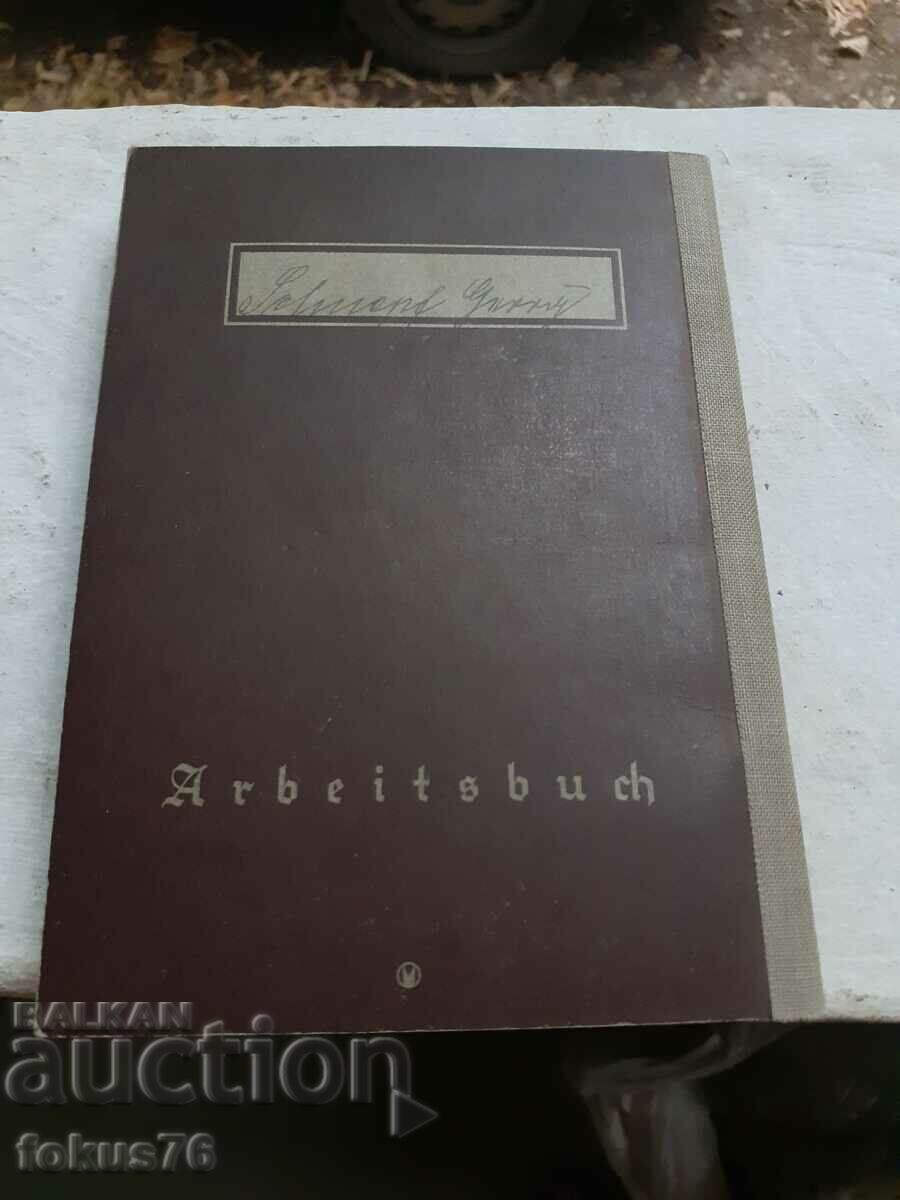 Arbeitsbuch
BALKAN
auction
fokus76